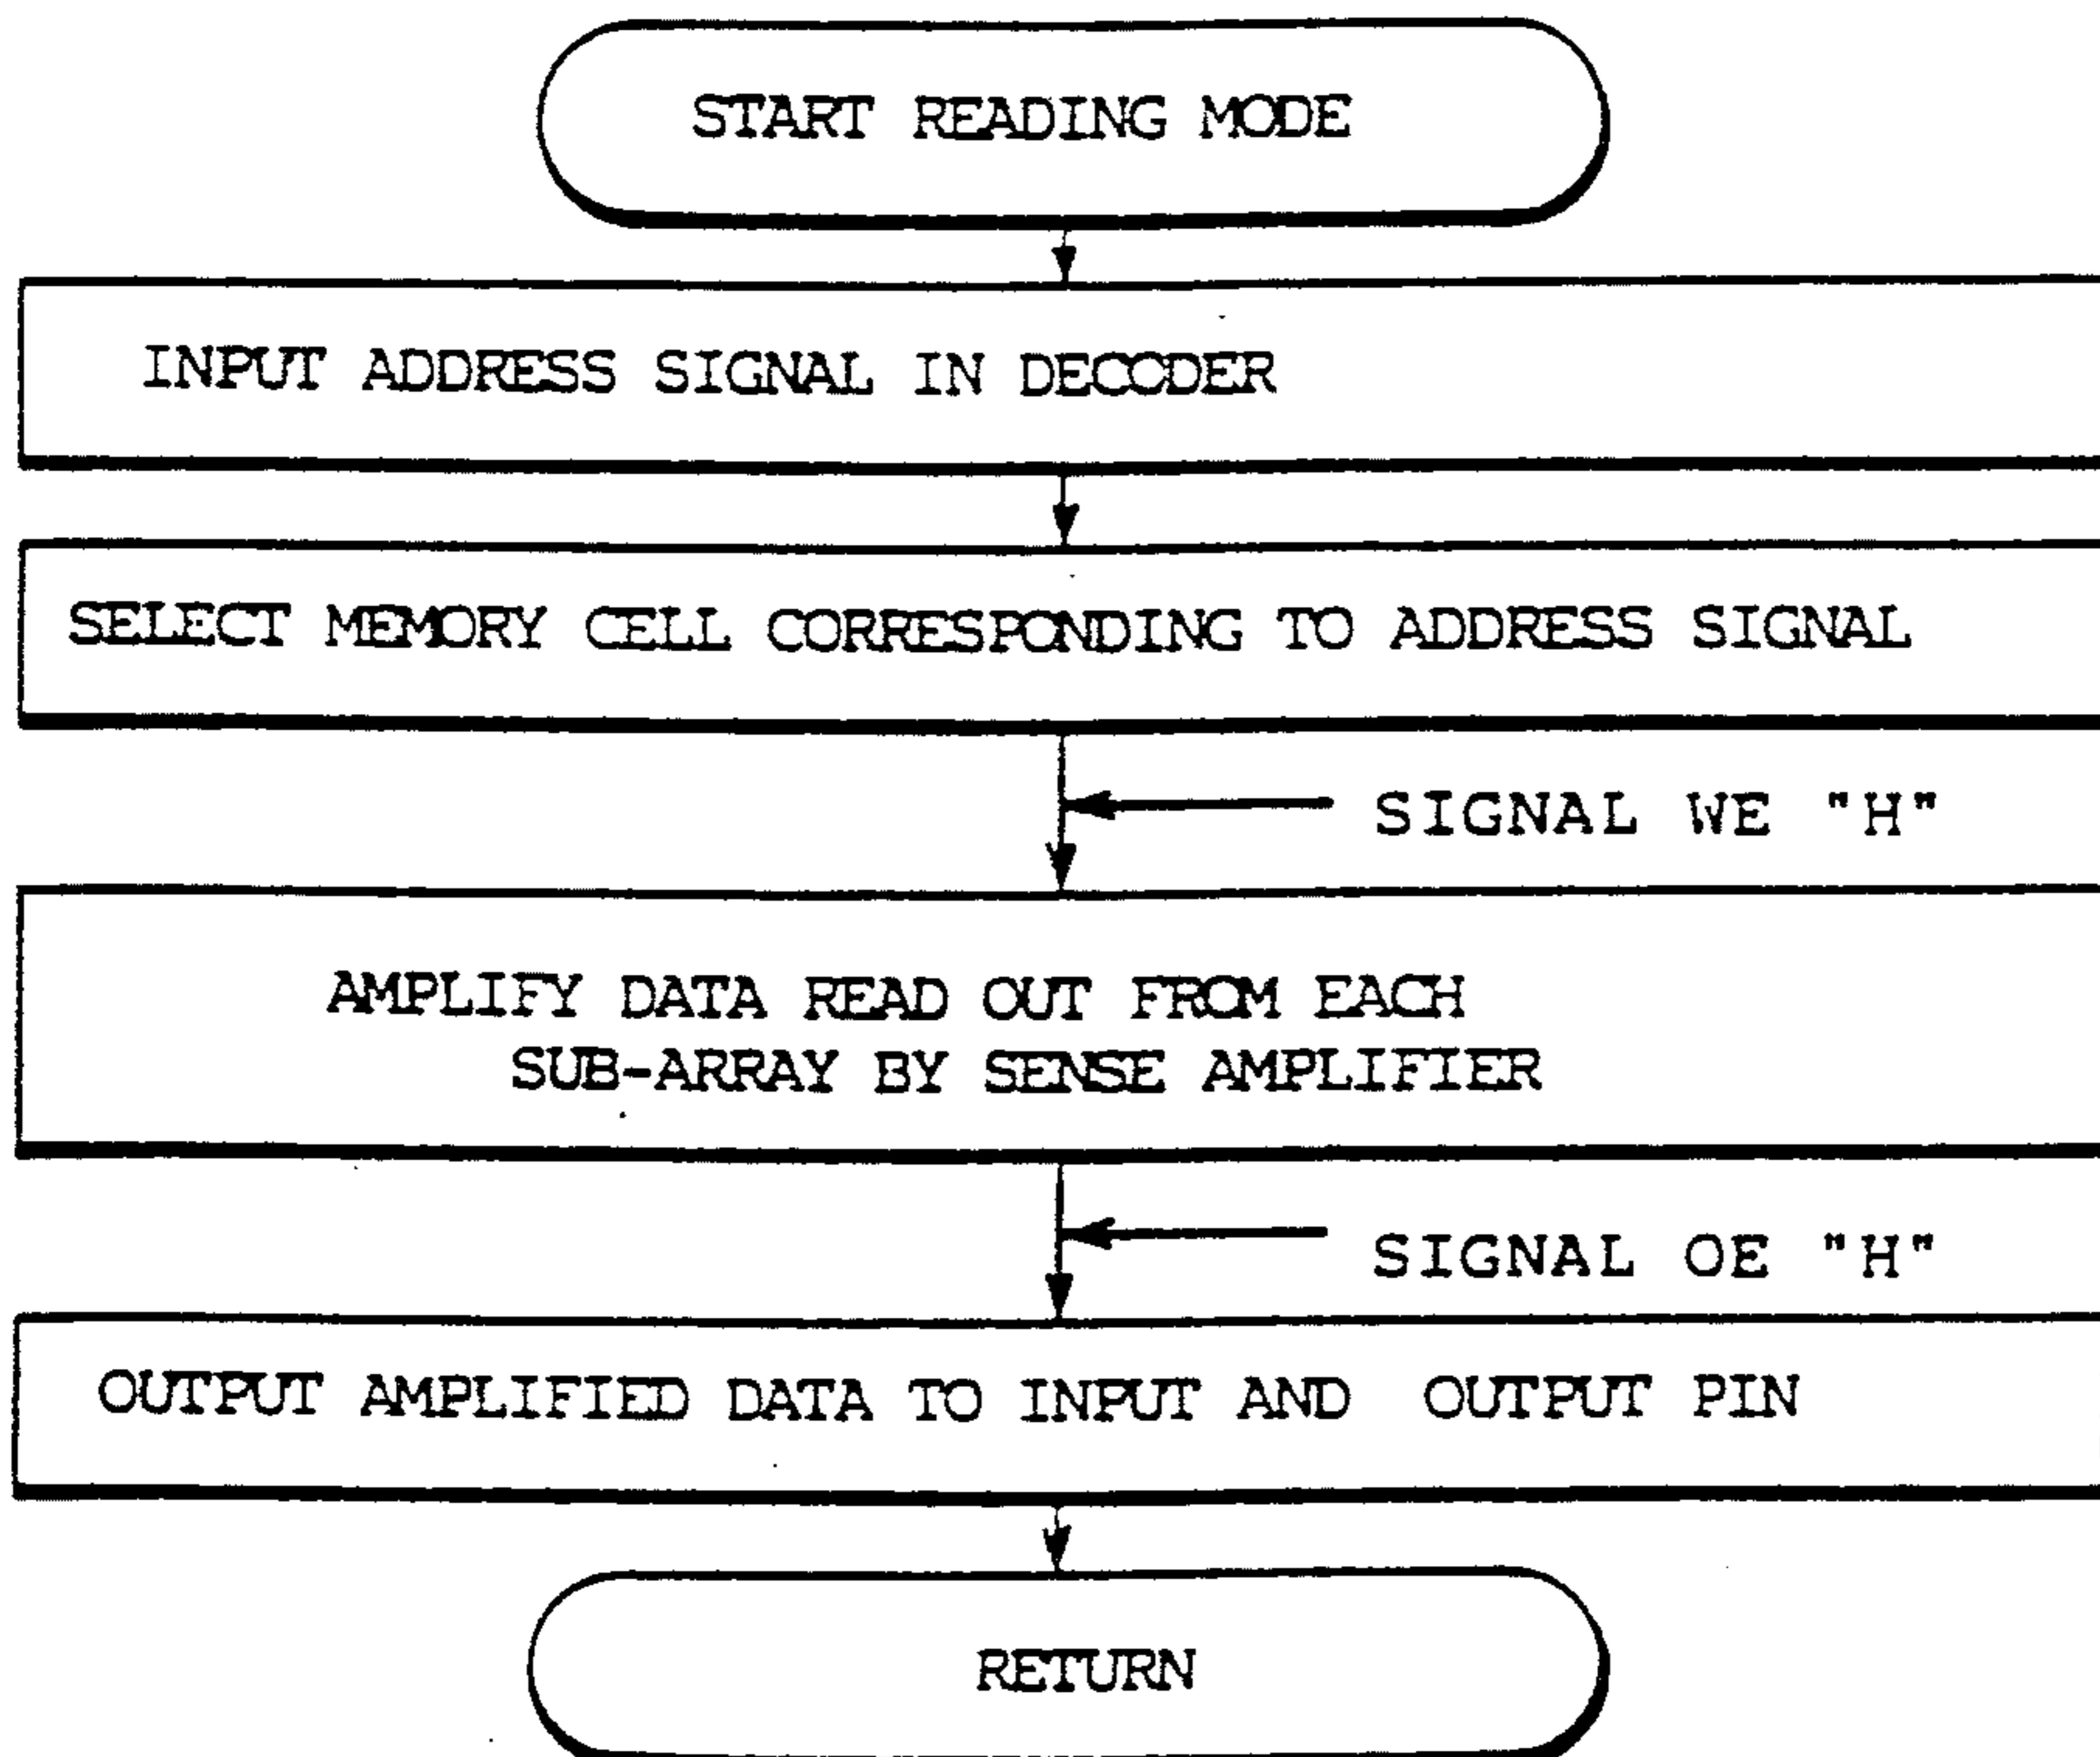 START READING MODE
INPUT ADDRESS SIGNAL IN DECODER
SELECT MEMORY CELL CORRESPONDING TO ADDRESS SIGNAL
SIGNAL WE "H"
AMPLIFY DATA READ OUT FROM EACH
SUB-ARRAY BY SENSE AMPLIFIER
SIGNAL OE "H"
OUTPUT AMPLIFIED DATA TO INPUT AND OUTPUT PIN
RETURN